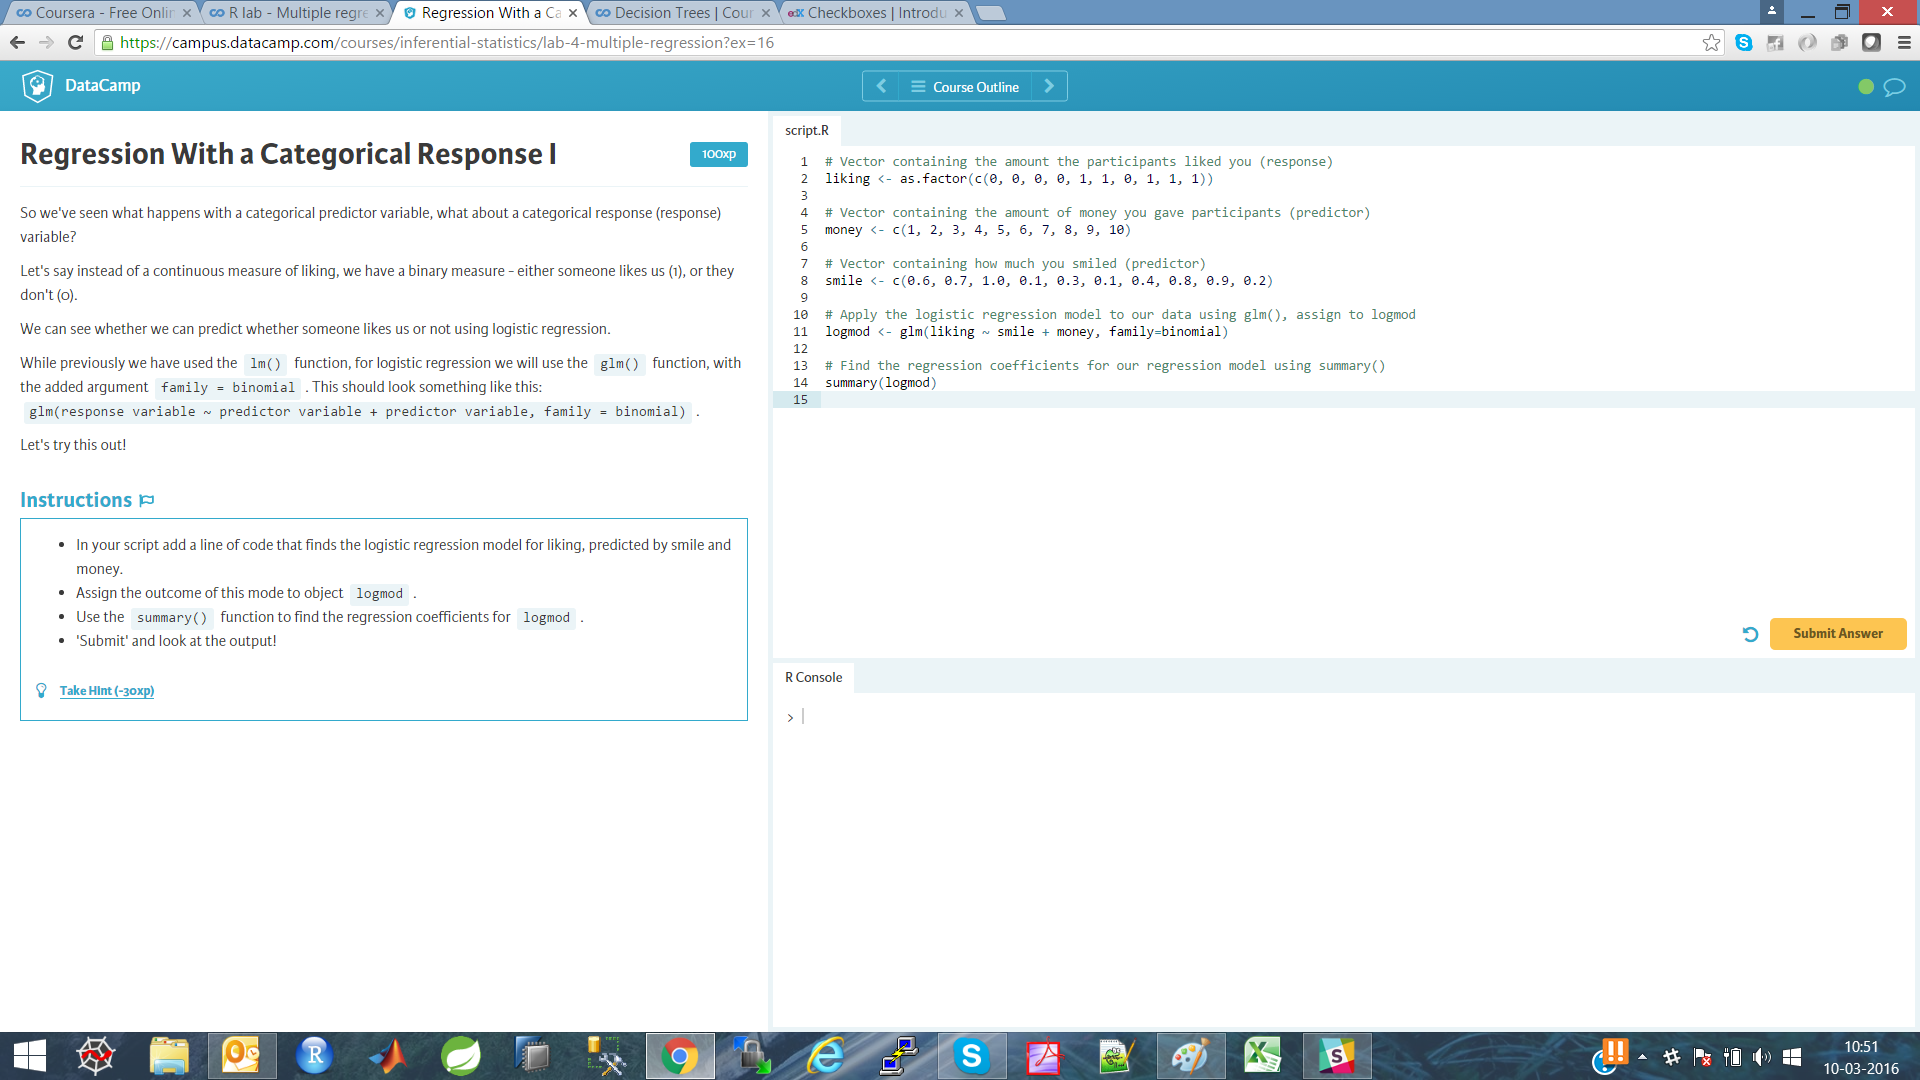 Coursera - Free Onlin
R lab - Multiple regre
Regression With a Ca
Decision Trees | Cour
edX Checkboxes | Introdu
https://campus.datacamp.com/courses/inferential-statistics/lab-4-multiple-regression?ex=16
DataCamp
Course Outline
Regression With a Categorical Response I
100xp
So we've seen what happens with a categorical predictor variable, what about a categorical response (response)
variable?
Let's say instead of a continuous measure of liking, we have a binary measure - either someone likes us (1), or they
don't (0).
We can see whether we can predict whether someone likes us or not using logistic regression.
While previously we have used the lm() function, for logistic regression we will use the glm() function, with
the added argument family = binomial . This should look something like this:
glm(response variable ~ predictor variable + predictor variable, family = binomial) .
Let's try this out!
Instructions
• In your script add a line of code that finds the logistic regression model for liking, predicted by smile and
money.
• Assign the outcome of this mode to object logmod .
• Use the summary() function to find the regression coefficients for logmod .
• 'Submit' and look at the output!
Take Hint (-30xp)
script.R
1 # Vector containing the amount the participants liked you (response)
2 liking <- as.factor(c(0, 0, 0, 0, 1, 1, 0, 1, 1, 1))
3
4 # Vector containing the amount of money you gave participants (predictor)
5 money <- c(1, 2, 3, 4, 5, 6, 7, 8, 9, 10)
6
7 # Vector containing how much you smiled (predictor)
8 smile <- c(0.6, 0.7, 1.0, 0.1, 0.3, 0.1, 0.4, 0.8, 0.9, 0.2)
9
10 # Apply the logistic regression model to our data using glm(), assign to logmod
11 logmod <- glm(liking ~ smile + money, family=binomial)
12
13 # Find the regression coefficients for our regression model using summary()
14 summary(logmod)
15
Submit Answer
R Console
>
10:51
10-03-2016